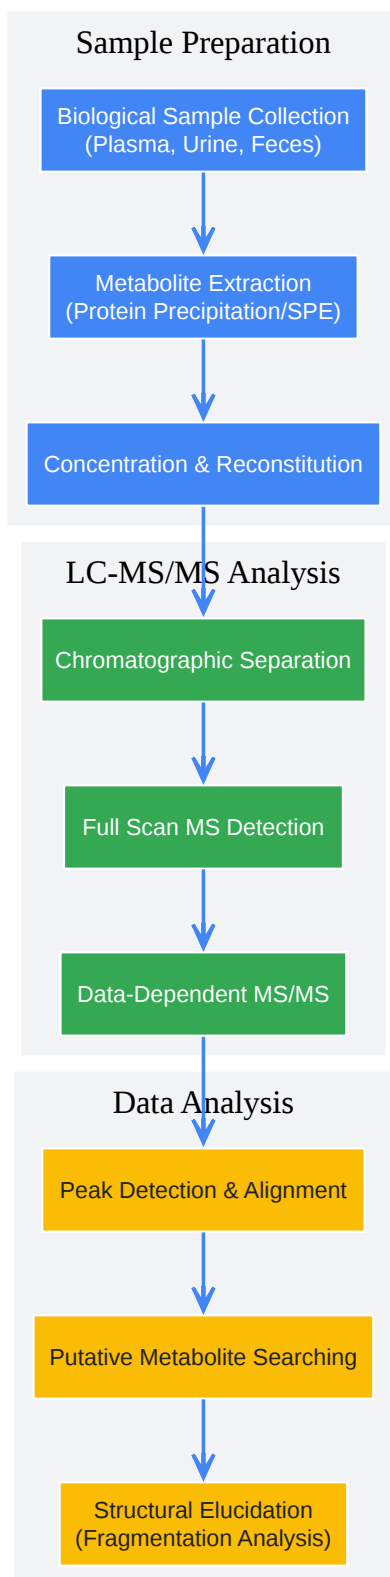 Sample Preparation
Biological Sample Collection
(Plasma, Urine, Feces)
Metabolite Extraction
(Protein Precipitation/SPE)
Concentration & Reconstitution
LC-MS/MS Analysis
Chromatographic Separation
Full Scan MS Detection
Data-Dependent MS/MS
Data Analysis
Peak Detection & Alignment
Putative Metabolite Searching
Structural Elucidation
(Fragmentation Analysis)